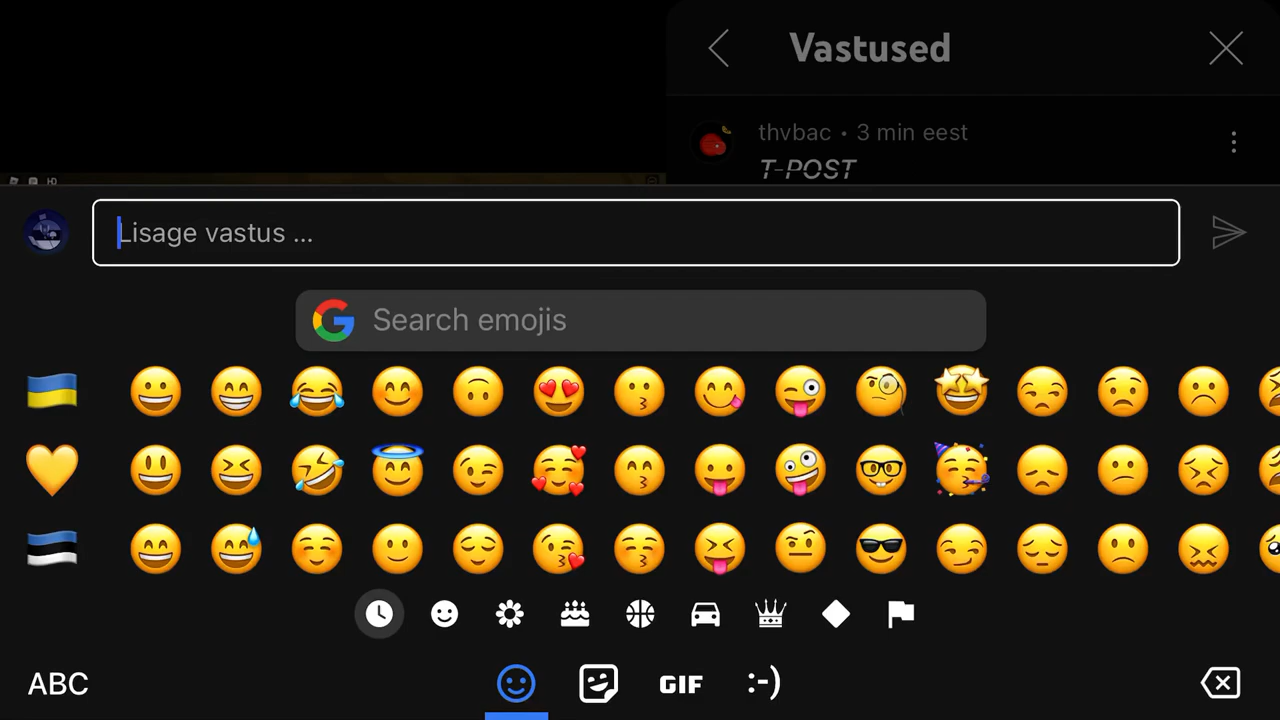 Vastused
thvbac • 3 min eest
T-POST
Lisage vastus ...
Search emojis
ABC
GIF
:-)